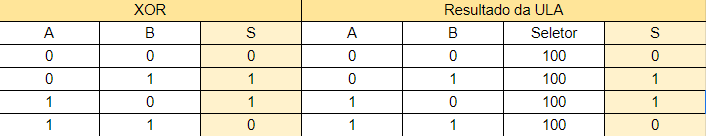 XOR Resultado da ULA
A B S A B Seletor S
0 0 0 0 0 100 0
0 1 1 0 1 100 1
1 0 1 1 0 100 1
1 1 0 1 1 100 0